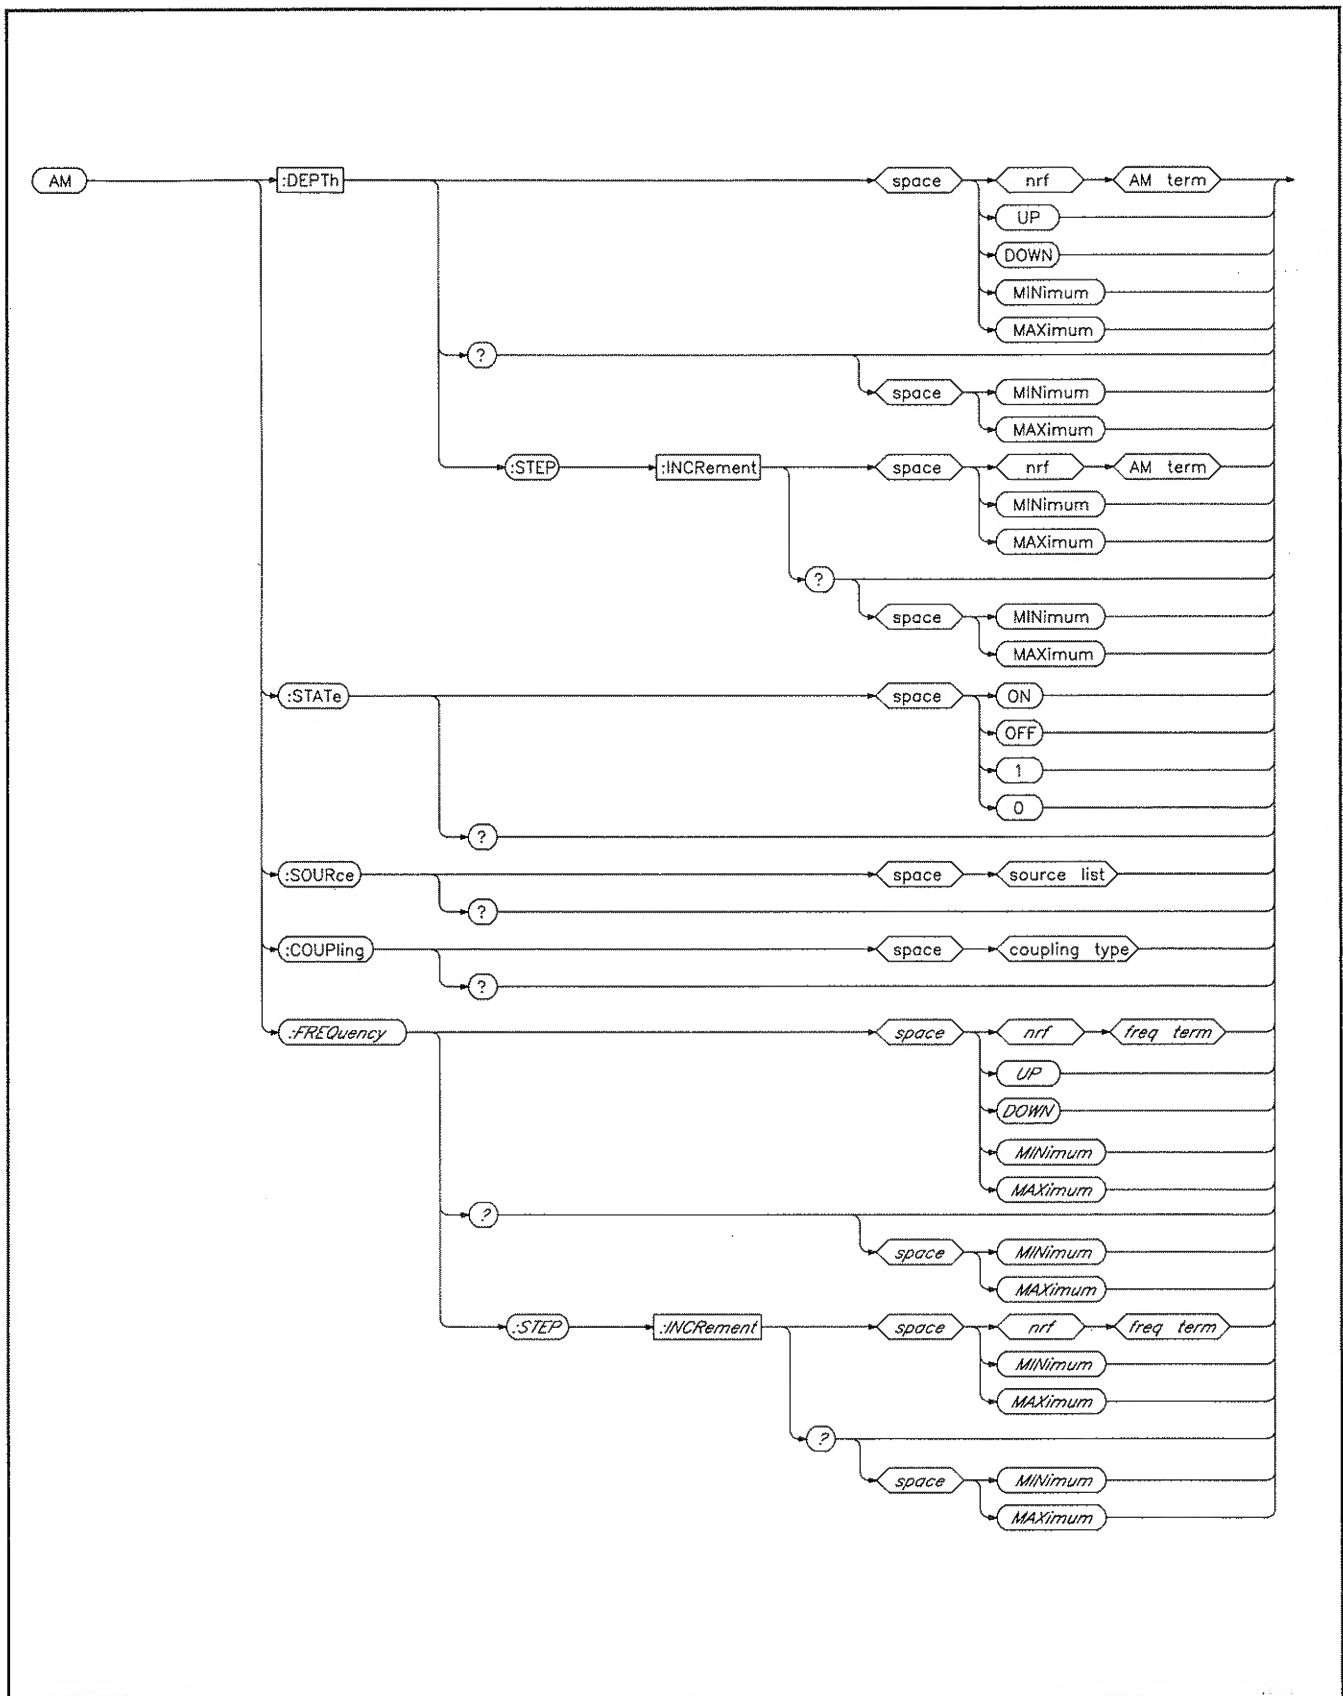 AM :DEPTh space nrf AM term
UP
DOWN
MINimum
MAXimum
?
space MINimum
MAXimum
:STEP :INCRement space nrf AM term
MINimum
MAXimum
?
space MINimum
MAXimum
:STATe space ON
OFF
1
0
?
:SOURce space source list
?
:COUPling space coupling type
?
:FREQuency space nrf freq term
UP
DOWN
MINimum
MAXimum
?
space MINimum
MAXimum
:STEP :INCRement space nrf freq term
MINimum
MAXimum
?
space MINimum
MAXimum